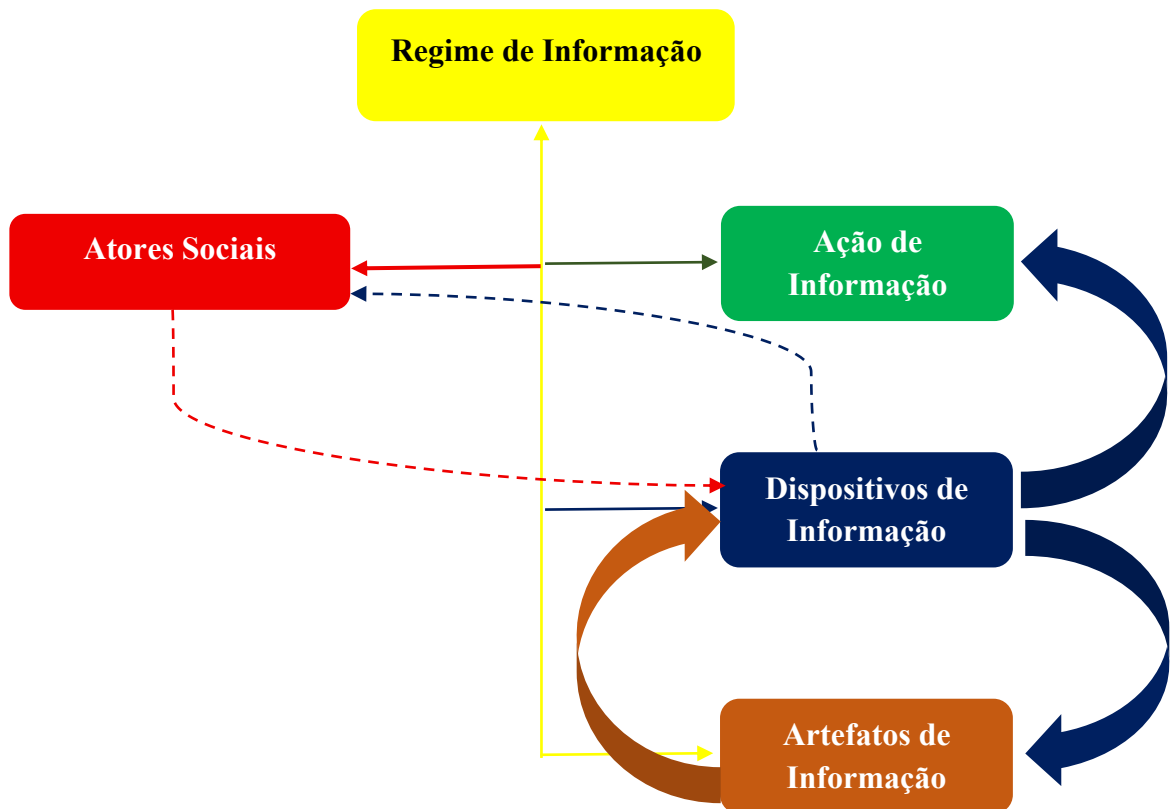 Regime de Informação
Atores Sociais
Ação de
Informação
Dispositivos de
Informação
Artefatos de
Informação